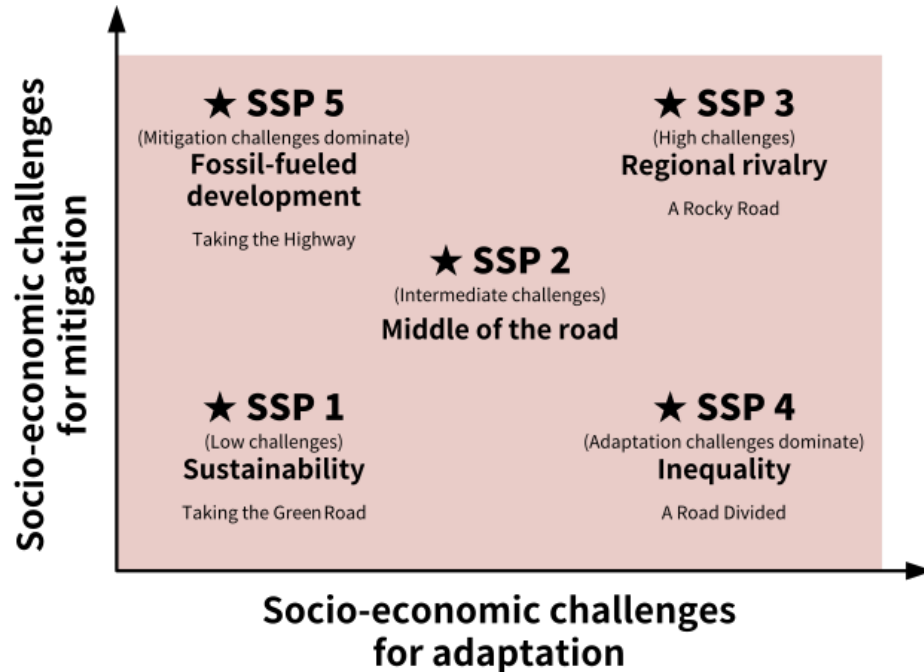 Socio-economic challenges
for mitigation
★ SSP 5
(Mitigation challenges dominate)
Fossil-fueled
development
Taking the Highway
★ SSP 3
(High challenges)
Regional rivalry
A Rocky Road
★ SSP 2
(Intermediate challenges)
Middle of the road
★ SSP 1
(Low challenges)
Sustainability
Taking the Green Road
★ SSP 4
(Adaptation challenges dominate)
Inequality
A Road Divided
Socio-economic challenges
for adaptation